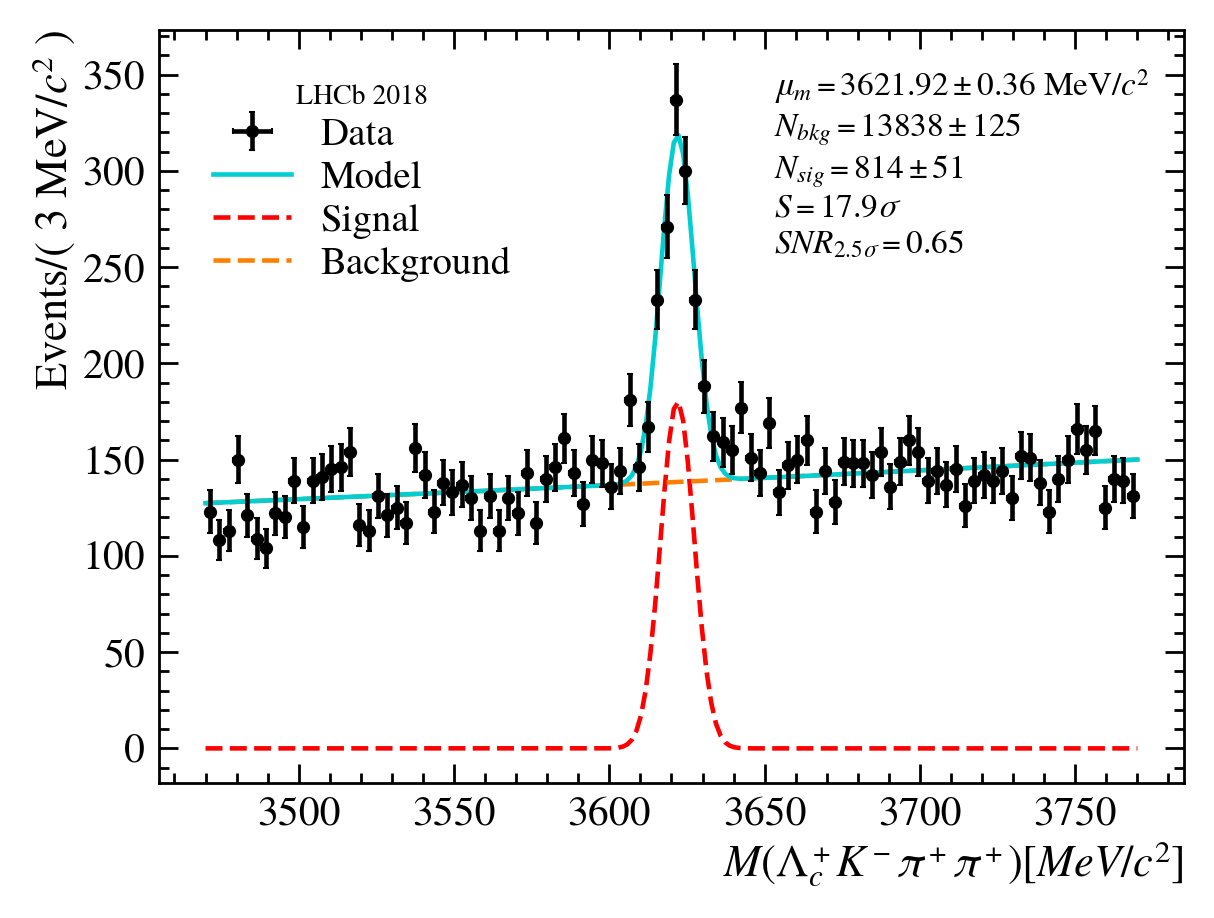 Events/( 3 MeV/c² )
350
300
250
200
150
100
50
0
LHCb 2018
Data
Model
Signal
Background
μₘ = 3621.92 ± 0.36 MeV/c²
N_bkg = 13838 ± 125
N_sig = 814 ± 51
S = 17.9σ
SNR_2.5σ = 0.65
3500 3550 3600 3650 3700 3750
M(Λ_c⁺K⁻π⁺π⁺)[MeV/c²]